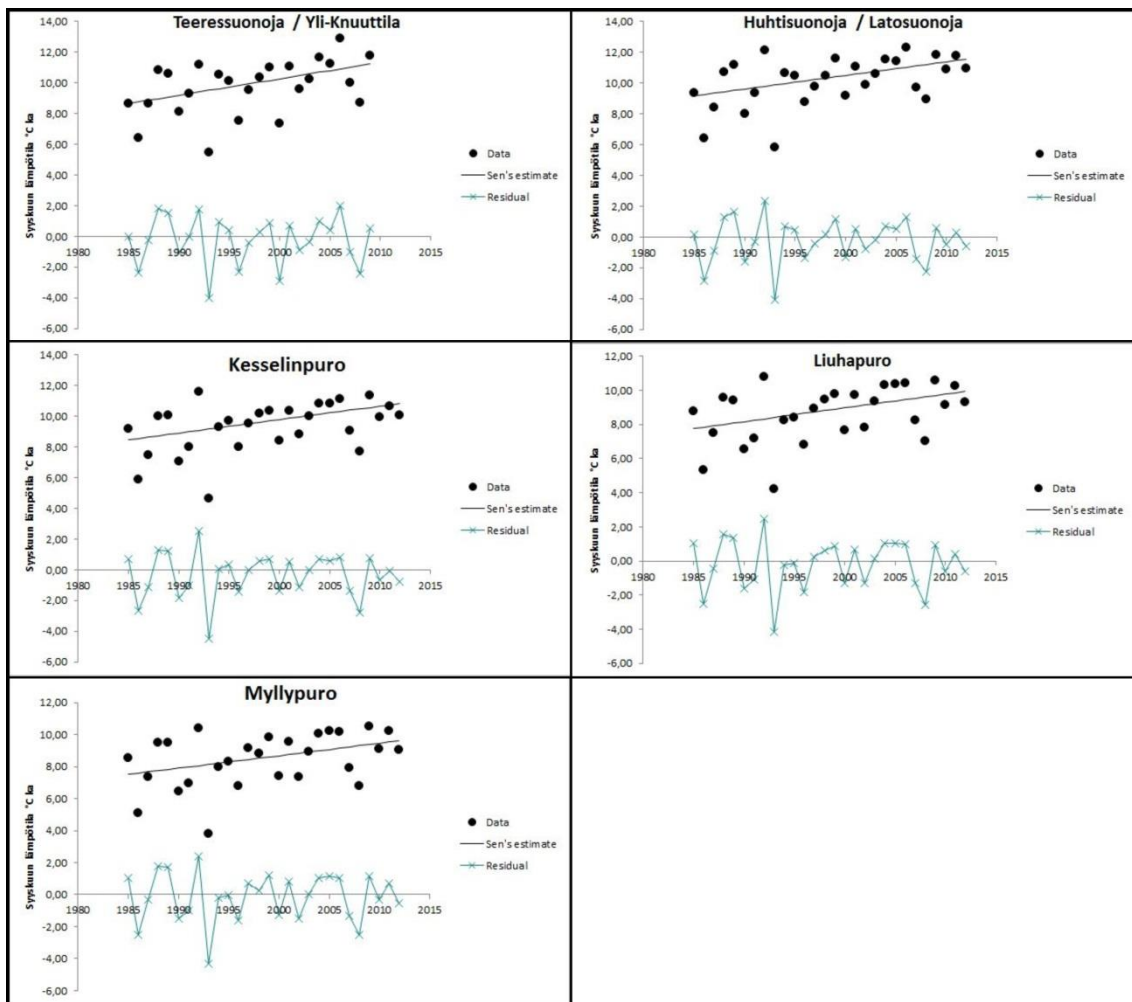 Teeressuonoja / Yli-Knuuttila
Syyskuun lämpötila °C ka
14,00
12,00
10,00
8,00
6,00
4,00
2,00
0,00
-2,00
-4,00
-6,00
1980 1985 1990 1995 2000 2005 2010 2015
Data
Sen's estimate
Residual
Huhtisuonoja / Latosuonoja
Syyskuun lämpötila °C ka
14,00
12,00
10,00
8,00
6,00
4,00
2,00
0,00
-2,00
-4,00
-6,00
1980 1985 1990 1995 2000 2005 2010 2015
Data
Sen's estimate
Residual
Kesselinpuro
Syyskuun lämpötila °C ka
14,00
12,00
10,00
8,00
6,00
4,00
2,00
0,00
-2,00
-4,00
-6,00
1980 1985 1990 1995 2000 2005 2010 2015
Data
Sen's estimate
Residual
Liuhapuro
Syyskuun lämpötila °C ka
12,00
10,00
8,00
6,00
4,00
2,00
0,00
-2,00
-4,00
-6,00
1980 1985 1990 1995 2000 2005 2010 2015
Data
Sen's estimate
Residual
Myllypuro
Syyskuun lämpötila °C ka
12,00
10,00
8,00
6,00
4,00
2,00
0,00
-2,00
-4,00
-6,00
1980 1985 1990 1995 2000 2005 2010 2015
Data
Sen's estimate
Residual